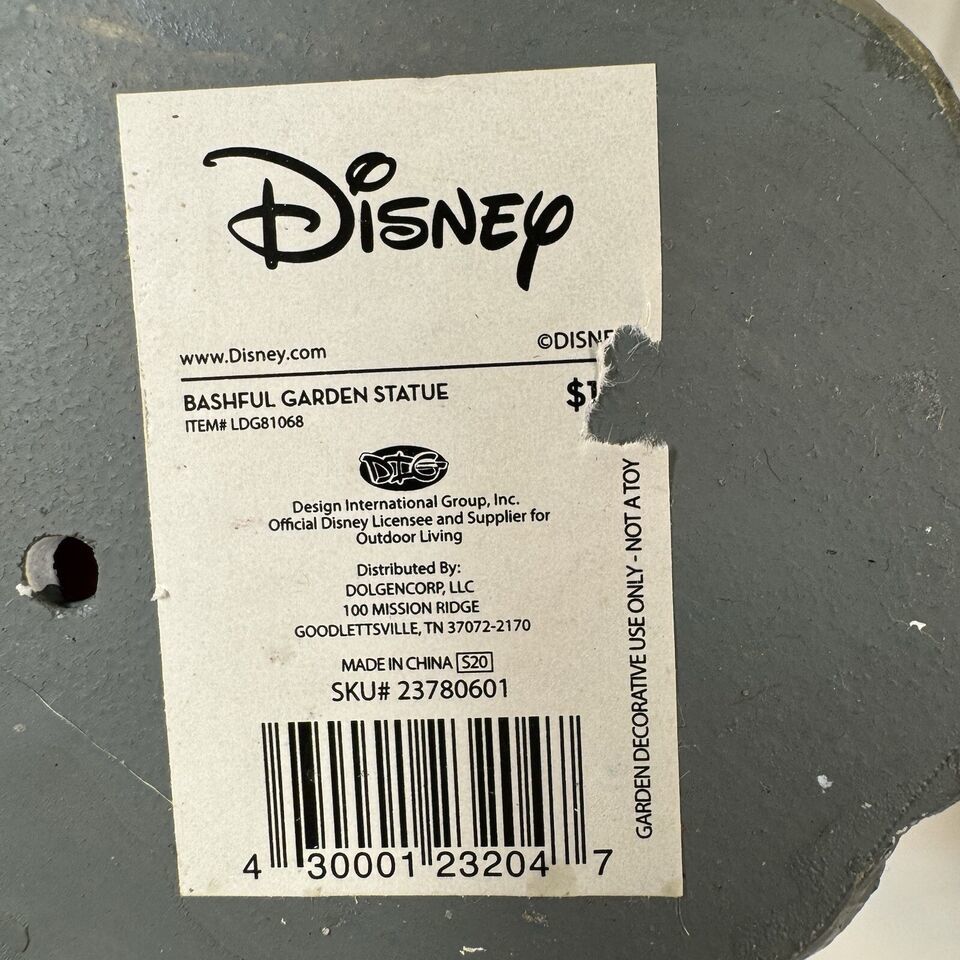 Disney
www.Disney.com
©DISNE
BASHFUL GARDEN STATUE
$1
ITEM# LDG81068
DIG
Design International Group, Inc.
Official Disney Licensee and Supplier for
Outdoor Living
Distributed By:
DOLGENCORP, LLC
100 MISSION RIDGE
GOODLETTSVILLE, TN 37072-2170
MADE IN CHINA S20
SKU# 23780601
4 30001 23204 7
GARDEN DECORATIVE USE ONLY - NOT A TOY